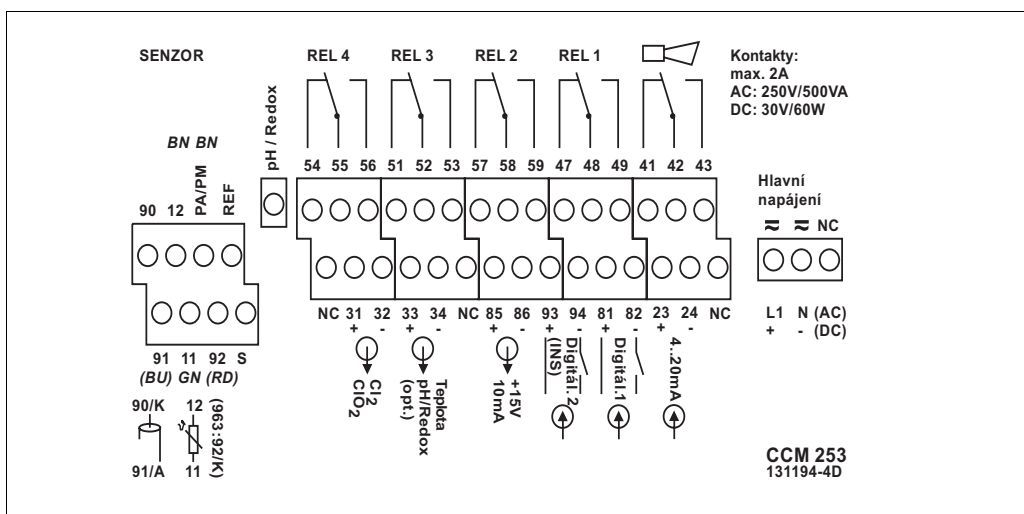 SENZOR
REL 4 REL 3 REL 2 REL 1
Kontakty:
max. 2A
AC: 250V/500VA
DC: 30V/60W
pH / Redox
BN BN
90 12 PA/PM REF
54 55 56 51 52 53 57 58 59 47 48 49 41 42 43
Hlavní
napájení
≂ ≂ NC
L1 N (AC)
+ - (DC)
NC 31 32 33 34 NC 85 86 93 94 81 82 23 24 NC
+ - + - + - + - + - + -
Cl2
ClO2
Teplota
pH/Redox
(opt.)
+15V
10mA
Digitál. 2
(INS)
Digitál.1
4..20mA
91 11 92 S
(BU) GN (RD)
90/K 12
(963:92/K)
91/A 11
CCM 253
131194-4D